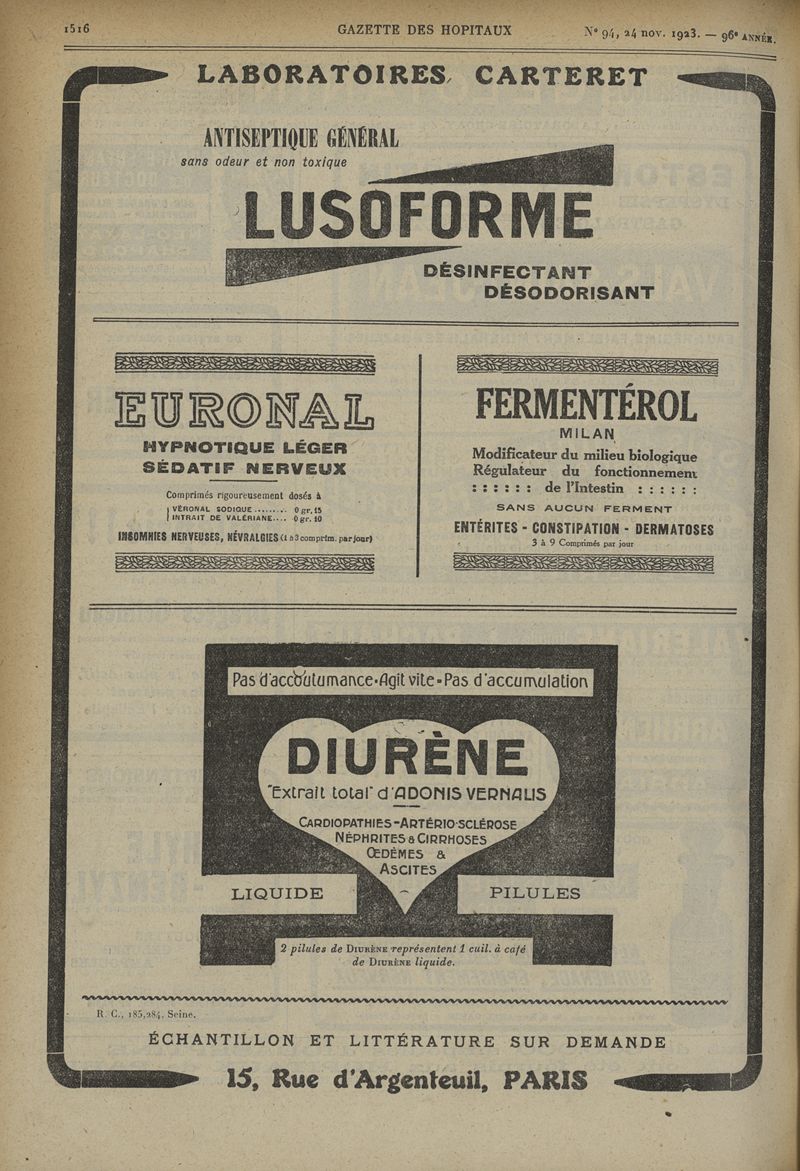 1516
GAZETTE DES HOPITAUX
N° 94, 24 nov. 1923. — 96e ANNÉE.
LABORATOIRES CARTERET
ANTISEPTIQUE GÉNÉRAL
sans odeur et non toxique
LUSOFORME
DÉSINFECTANT
DÉSODORISANT
EURONAL
HYPNOTIQUE LÉGER
SÉDATIF NERVEUX
Comprimés rigoureusement dosés à
VÉRONAL SODIQUE......... 0 gr. 15
INTRAIT DE VALÉRIANE.... 0 gr. 10
INSOMNIES NERVEUSES, NÉVRALGIES (1 à 3 comprim. par jour)
FERMENTÉROL
MILAN
Modificateur du milieu biologique
Régulateur du fonctionnement
: : : : : : de l'Intestin : : : : : :
SANS AUCUN FERMENT
ENTÉRITES - CONSTIPATION - DERMATOSES
3 à 9 Comprimés par jour
Pas d'accoutumance-Agit vite-Pas d'accumulation
DIURÈNE
"Extrait total" d'ADONIS VERNALIS
CARDIOPATHIES-ARTÉRIO-SCLÉROSE
NÉPHRITES & CIRRHOSES
ŒDÈMES &
ASCITES
LIQUIDE
PILULES
2 pilules de DIURÈNE représentent 1 cuil. à café
de DIURÈNE liquide.
R. C., 185,284, Seine.
ÉCHANTILLON ET LITTÉRATURE SUR DEMANDE
15, Rue d'Argenteuil, PARIS